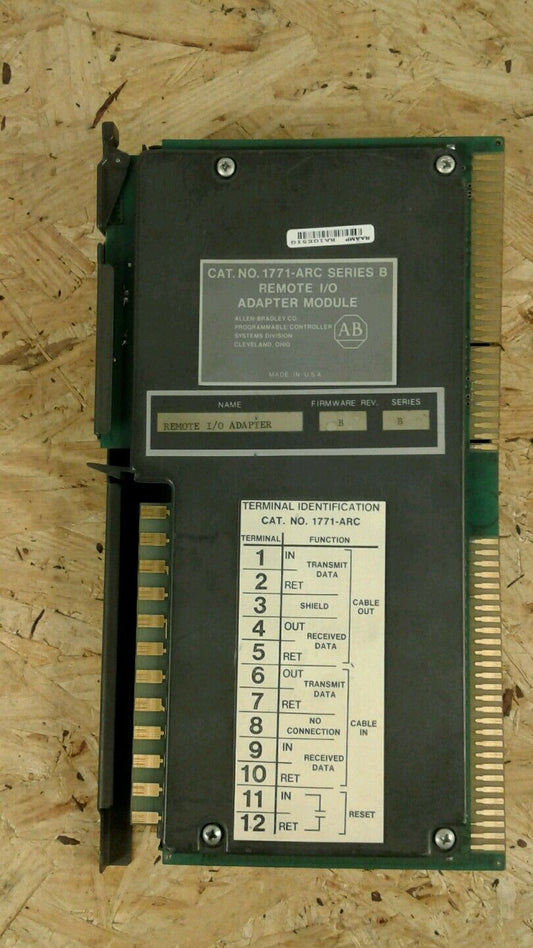 RAAMP RA10E510
CAT. NO. 1771-ARC SERIES B
REMOTE I/O
ADAPTER MODULE
ALLEN-BRADLEY CO.
PROGRAMMABLE CONTROLLER
SYSTEMS DIVISION
CLEVELAND, OHIO
AB
MADE IN U.S.A.
NAME FIRMWARE REV. SERIES
REMOTE I/O ADAPTER B B
TERMINAL IDENTIFICATION
CAT. NO. 1771-ARC
TERMINAL FUNCTION
1 IN
TRANSMIT
DATA
2 RET
3 SHIELD
CABLE
OUT
4 OUT
RECEIVED
DATA
5 RET
6 OUT
TRANSMIT
DATA
7 RET
8 NO
CONNECTION
CABLE
IN
9 IN
RECEIVED
DATA
10 RET
11 IN
RESET
12 RET